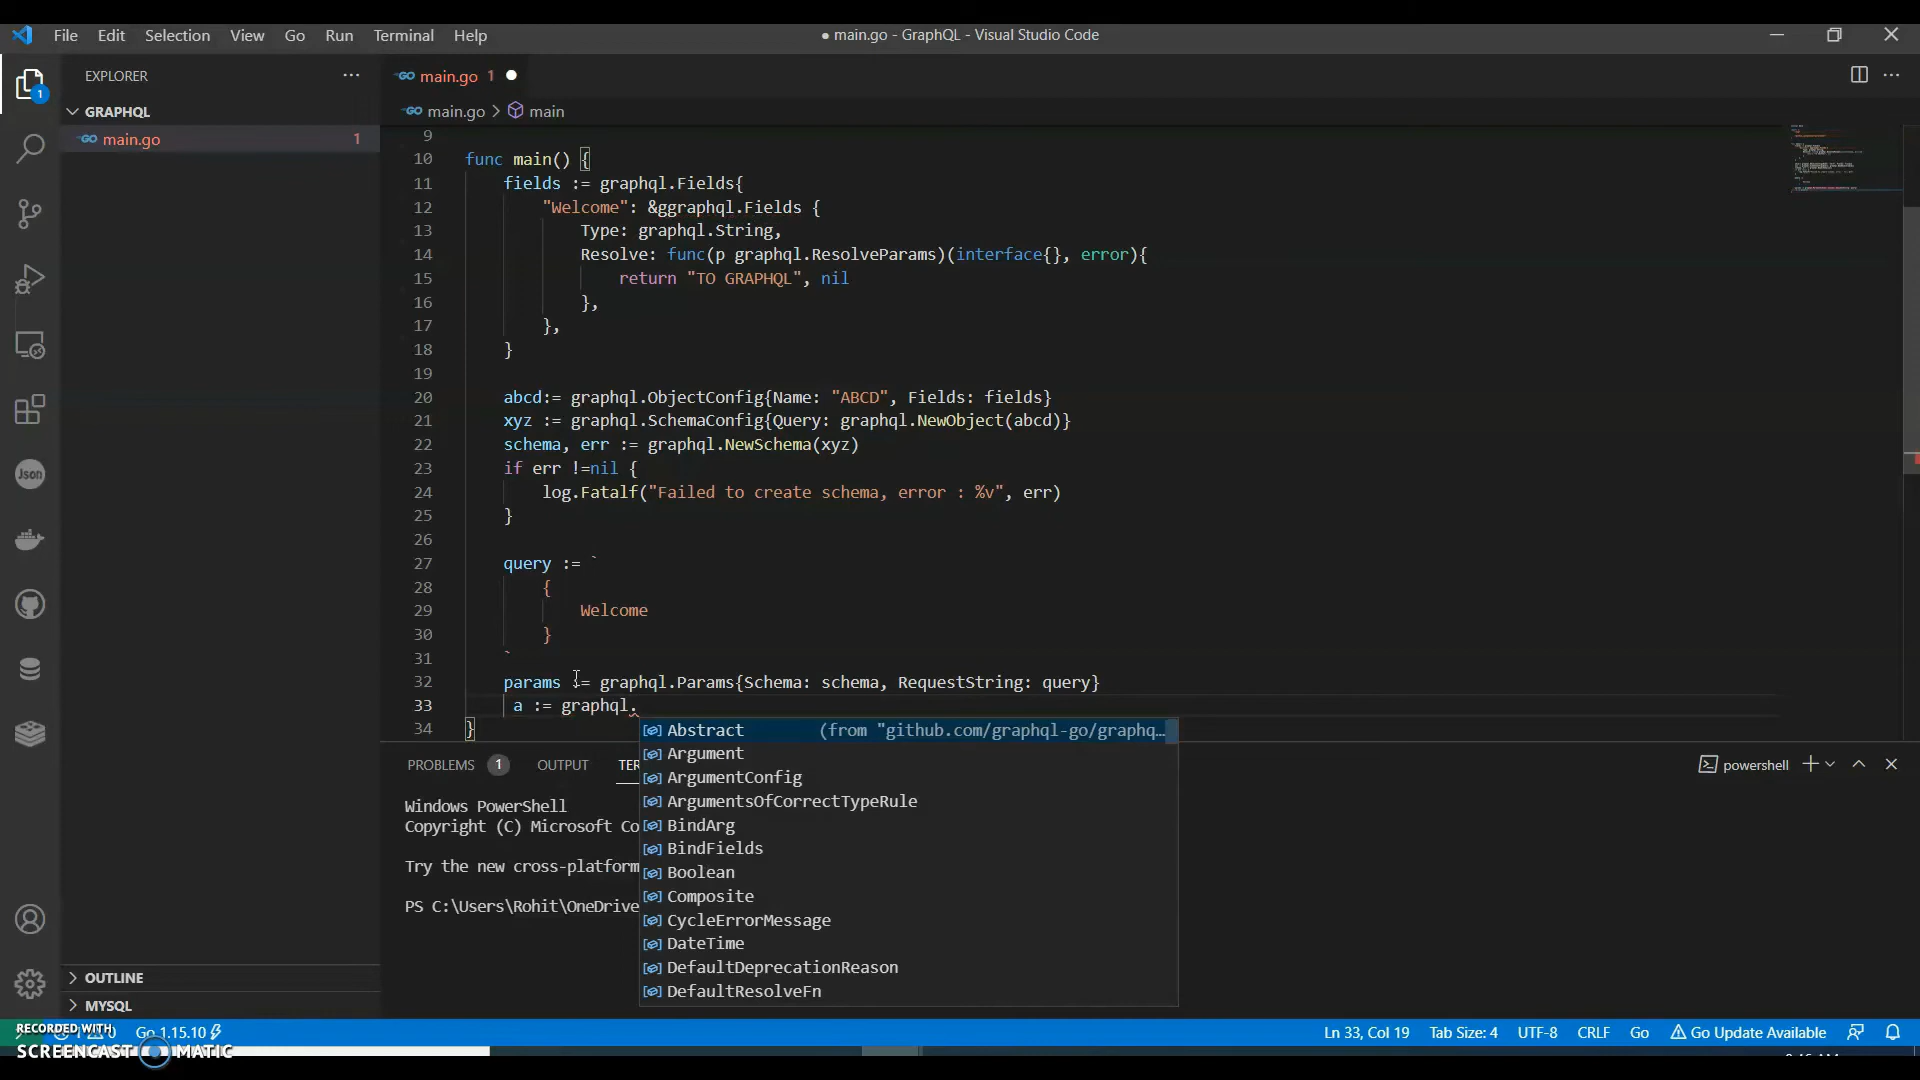 File Edit Selection View Go Run Terminal Help
● main.go - GraphQL - Visual Studio Code
EXPLORER
GRAPHQL
main.go 1
main.go 1
main.go > main
9
10 func main() {
11 fields := graphql.Fields{
12 "Welcome": &ggraphql.Fields {
13 Type: graphql.String,
14 Resolve: func(p graphql.ResolveParams)(interface{}, error){
15 return "TO GRAPHQL", nil
16 },
17 },
18 }
19
20 abcd:= graphql.ObjectConfig{Name: "ABCD", Fields: fields}
21 xyz := graphql.SchemaConfig{Query: graphql.NewObject(abcd)}
22 schema, err := graphql.NewSchema(xyz)
23 if err !=nil {
24 log.Fatalf("Failed to create schema, error : %v", err)
25 }
26
27 query := `
28 {
29 Welcome
30 }
31 `
32 params := graphql.Params{Schema: schema, RequestString: query}
33 a := graphql.
34 }
Abstract (from "github.com/graphql-go/graphq...
Argument
ArgumentConfig
ArgumentsOfCorrectTypeRule
BindArg
BindFields
Boolean
Composite
CycleErrorMessage
DateTime
DefaultDeprecationReason
DefaultResolveFn
PROBLEMS 1 OUTPUT TER
powershell
Windows PowerShell
Copyright (C) Microsoft Co
Try the new cross-platform
PS C:\Users\Rohit\OneDrive
1
Json
OUTLINE
MYSQL
Go 1.15.10
Ln 33, Col 19 Tab Size: 4 UTF-8 CRLF Go Go Update Available
RECORDED WITH
SCREENCAST MATIC